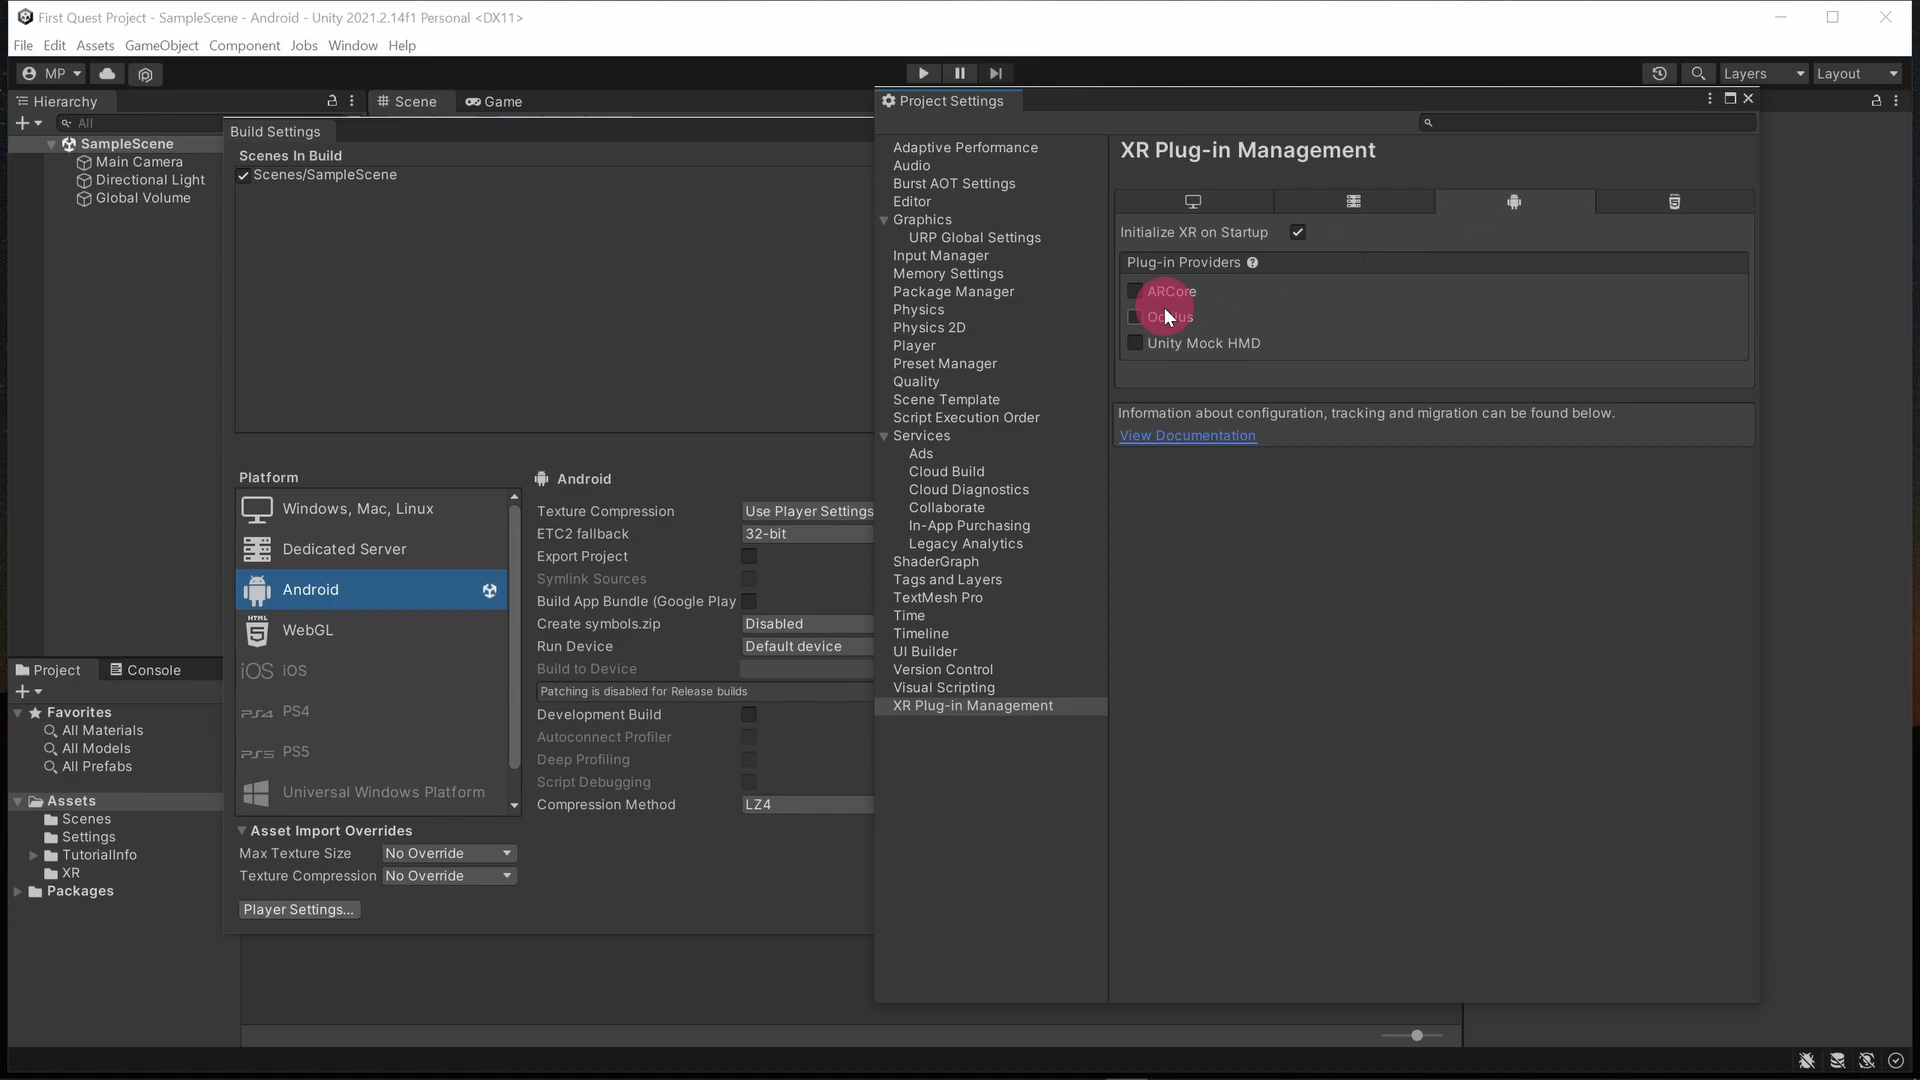 First Quest Project - SampleScene - Android - Unity 2021.2.14f1 Personal <DX11>
File Edit Assets GameObject Component Jobs Window Help
MP
Layers
Layout
Hierarchy
Scene
Game
All
SampleScene
Main Camera
Directional Light
Global Volume
Build Settings
Scenes In Build
Scenes/SampleScene
Platform
Windows, Mac, Linux
Dedicated Server
Android
HTML
5
WebGL
iOS iOS
PS4 PS4
PS5 PS5
Universal Windows Platform
Android
Texture Compression Use Player Settings
ETC2 fallback 32-bit
Export Project
Symlink Sources
Build App Bundle (Google Play
Create symbols.zip Disabled
Run Device Default device
Build to Device
Patching is disabled for Release builds
Development Build
Autoconnect Profiler
Deep Profiling
Script Debugging
Compression Method LZ4
Asset Import Overrides
Max Texture Size No Override
Texture Compression No Override
Player Settings...
Project
Console
Favorites
All Materials
All Models
All Prefabs
Assets
Scenes
Settings
TutorialInfo
XR
Packages
Project Settings
Adaptive Performance
Audio
Burst AOT Settings
Editor
Graphics
URP Global Settings
Input Manager
Memory Settings
Package Manager
Physics
Physics 2D
Player
Preset Manager
Quality
Scene Template
Script Execution Order
Services
Ads
Cloud Build
Cloud Diagnostics
Collaborate
In-App Purchasing
Legacy Analytics
ShaderGraph
Tags and Layers
TextMesh Pro
Time
Timeline
UI Builder
Version Control
Visual Scripting
XR Plug-in Management
XR Plug-in Management
Initialize XR on Startup
Plug-in Providers ?
ARCore
Oculus
Unity Mock HMD
Information about configuration, tracking and migration can be found below.
View Documentation